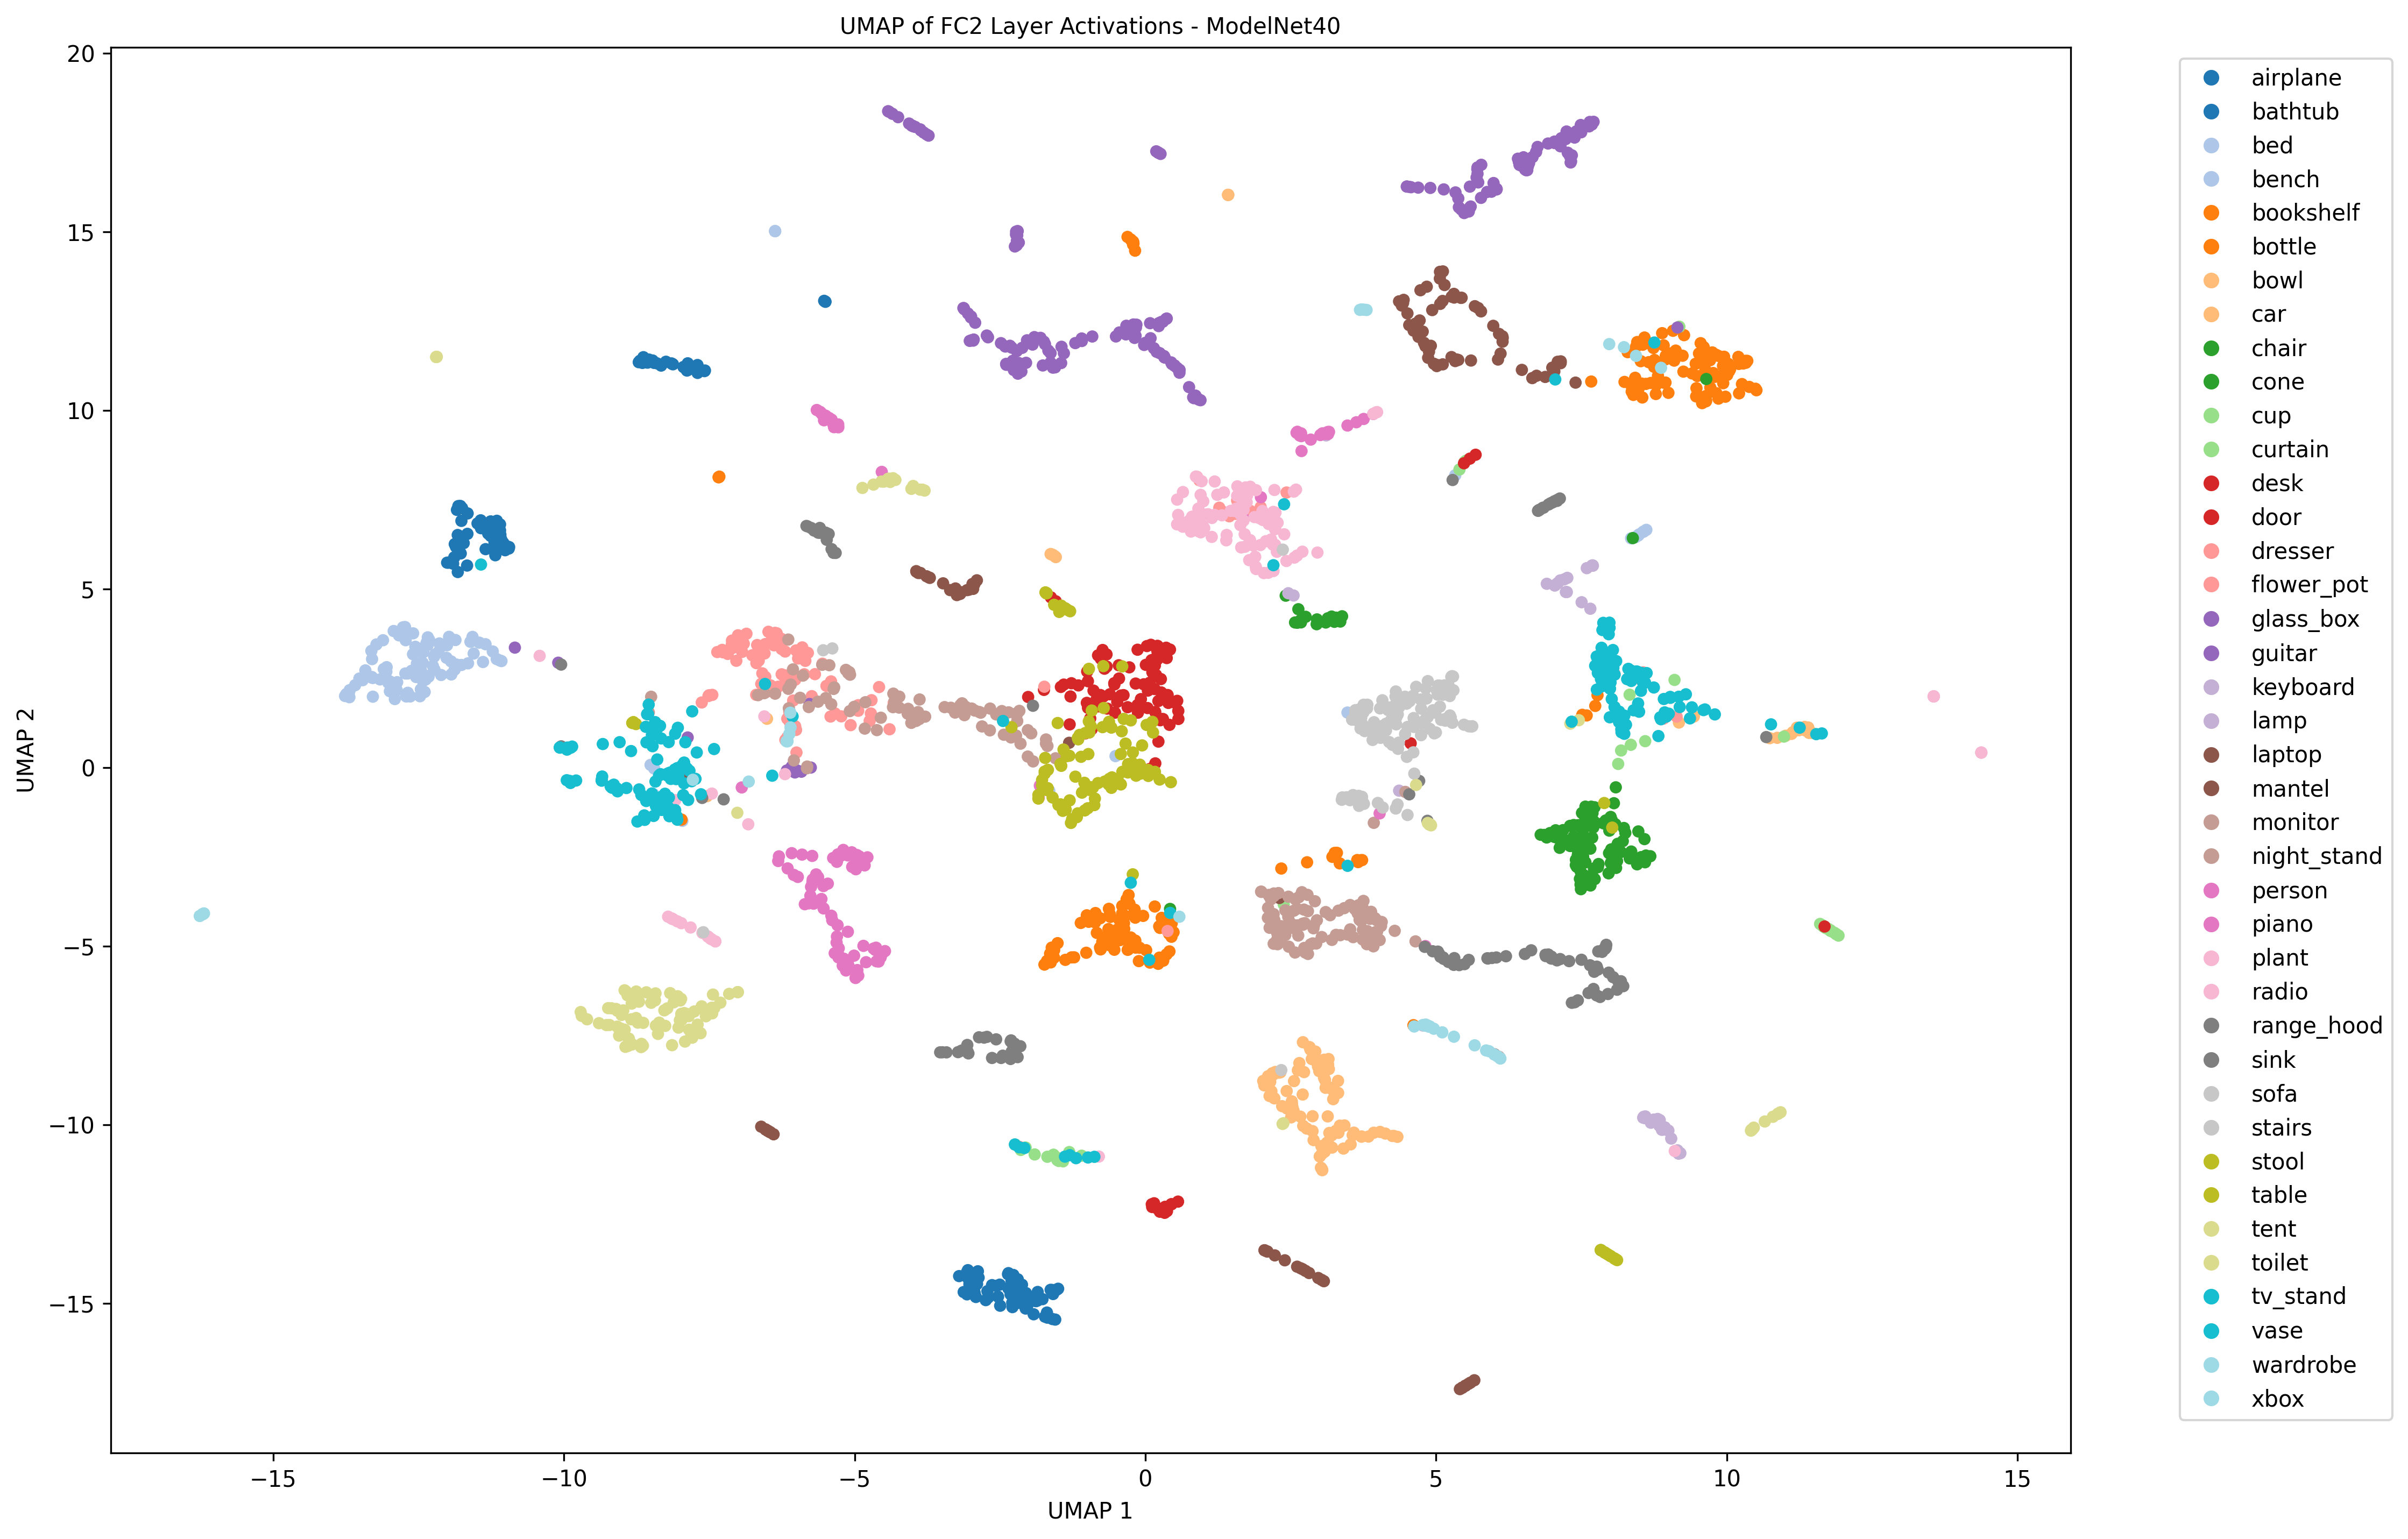 UMAP of FC2 Layer Activations - ModelNet40
20
15
10
5
0
−5
−10
−15
UMAP 2
−15
−10
−5
0
5
10
15
UMAP 1
airplane
bathtub
bed
bench
bookshelf
bottle
bowl
car
chair
cone
cup
curtain
desk
door
dresser
flower_pot
glass_box
guitar
keyboard
lamp
laptop
mantel
monitor
night_stand
person
piano
plant
radio
range_hood
sink
sofa
stairs
stool
table
tent
toilet
tv_stand
vase
wardrobe
xbox